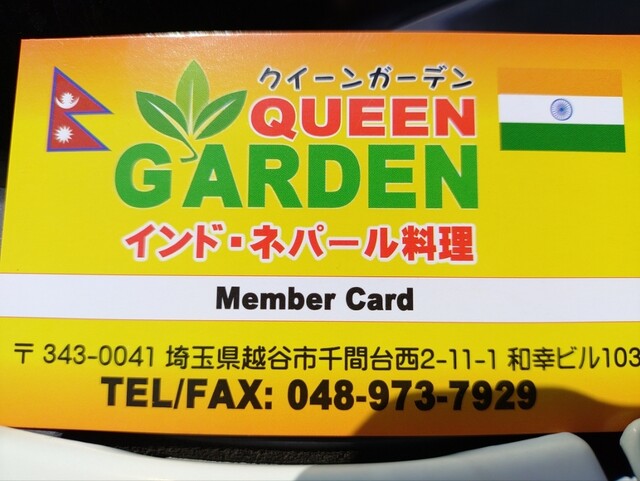 クイーンガーデン
QUEEN
GARDEN
インド・ネパール料理
Member Card
〒 343-0041 埼玉県越谷市千間台西2-11-1 和幸ビル103
TEL/FAX: 048-973-7929